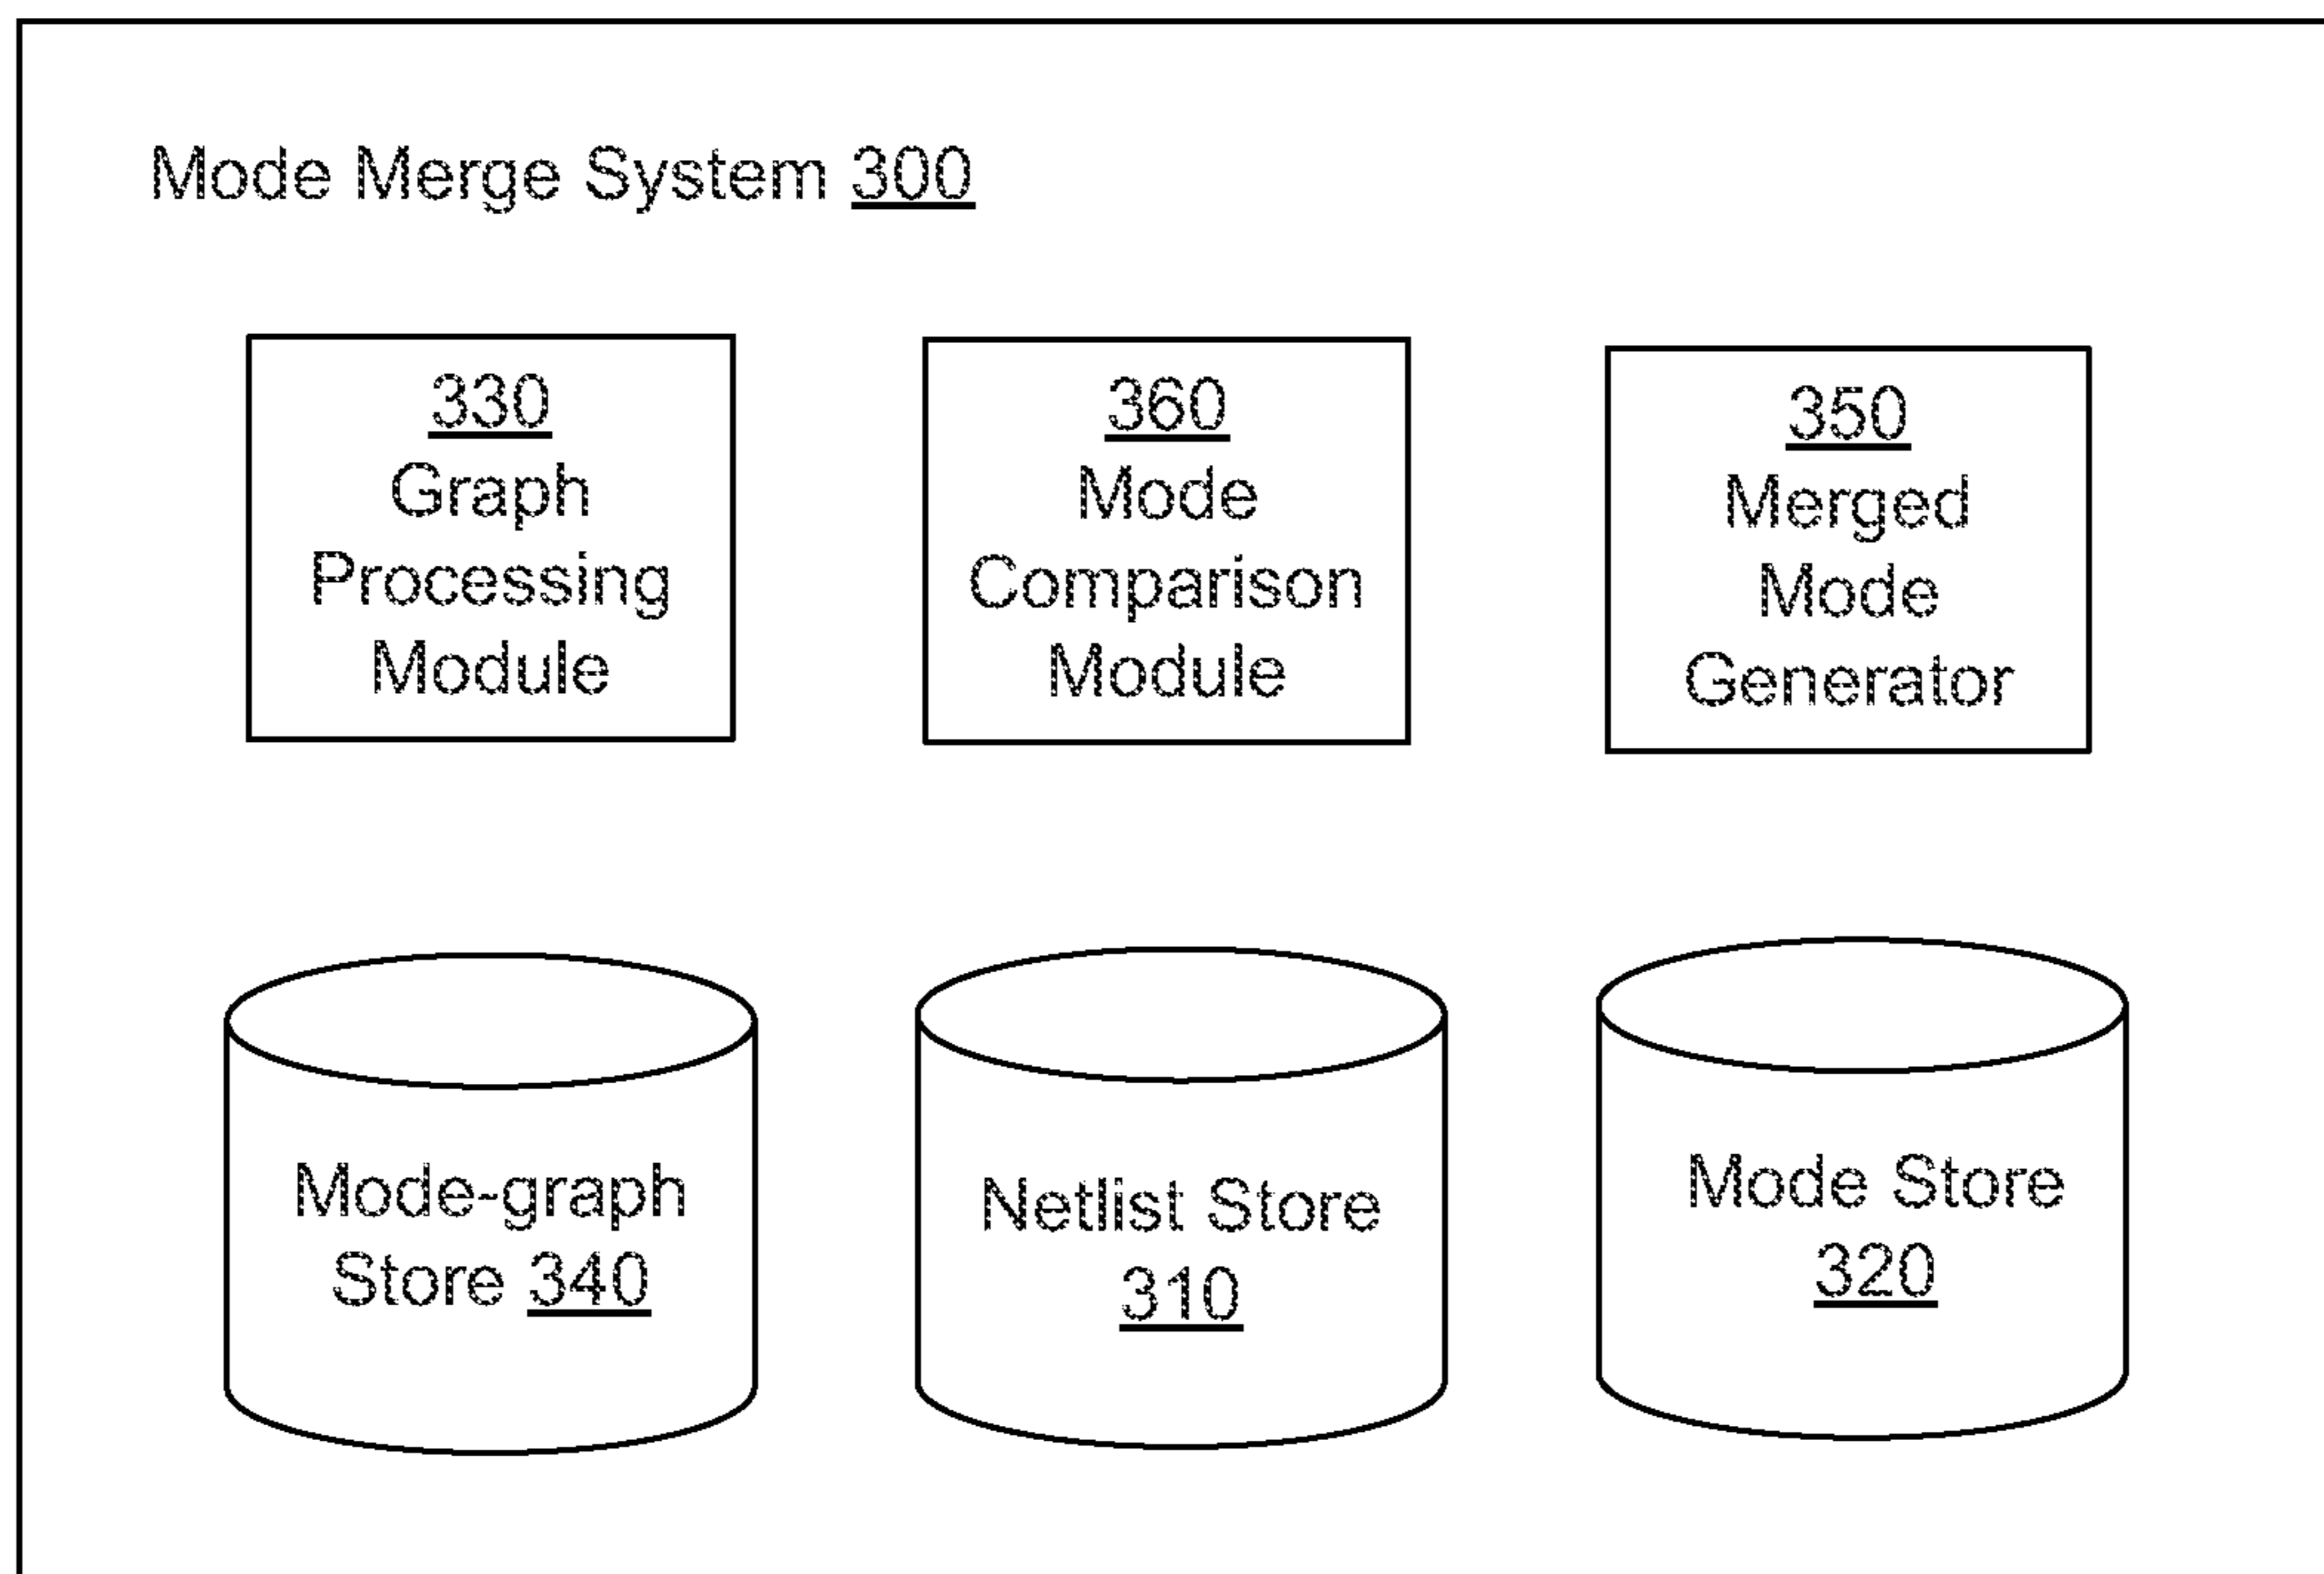 Mode Merge System 300
330
Graph
Processing
Module
360
Mode
Comparison
Module
350
Merged
Mode
Generator
Mode-graph
Store 340
Netlist Store
310
Mode Store
320